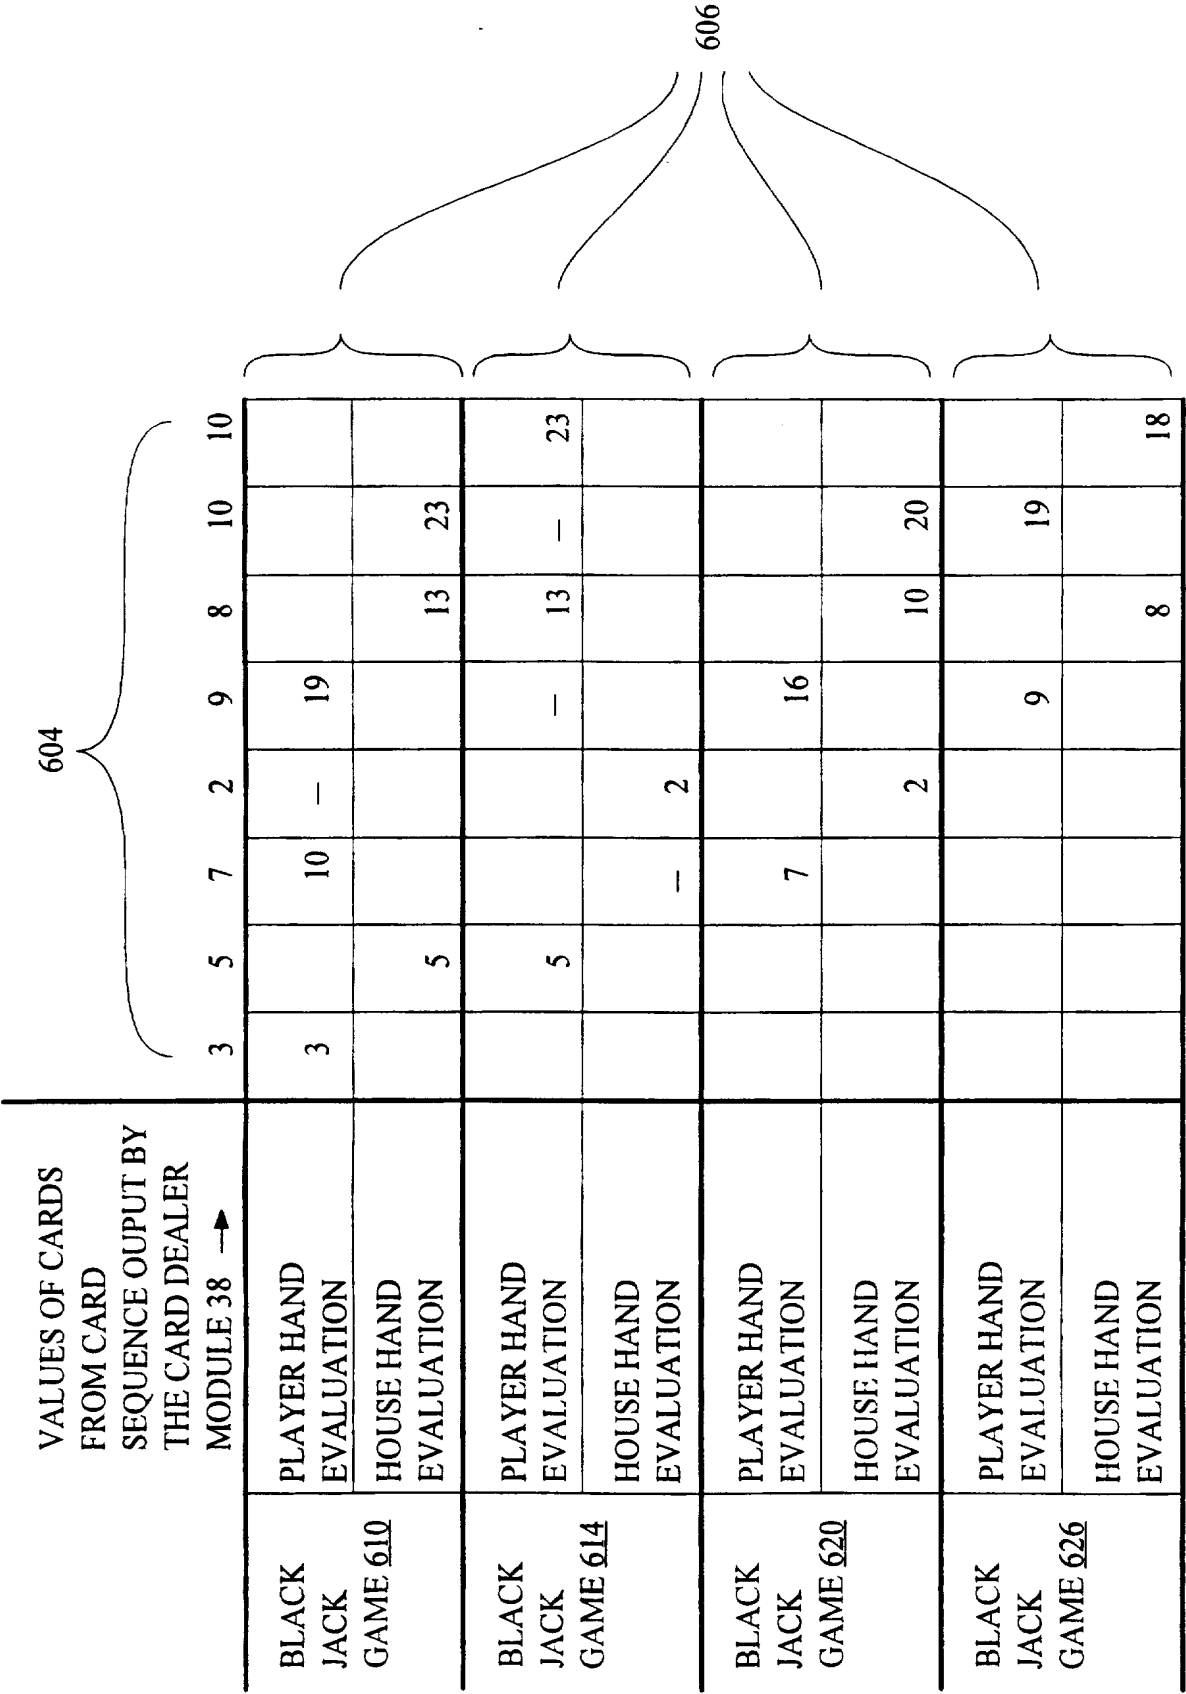 604
VALUES OF CARDS
FROM CARD
SEQUENCE OUPUT BY
THE CARD DEALER
MODULE 38 →
3 5 7 2 9 8 10 10
BLACK
JACK
GAME 610
PLAYER HAND
EVALUATION
3 10 – 19
HOUSE HAND
EVALUATION
5 13 23
BLACK
JACK
GAME 614
PLAYER HAND
EVALUATION
5 – 13 – 23
HOUSE HAND
EVALUATION
– 2
BLACK
JACK
GAME 620
PLAYER HAND
EVALUATION
7 16
HOUSE HAND
EVALUATION
2 10 20
BLACK
JACK
GAME 626
PLAYER HAND
EVALUATION
9 19
HOUSE HAND
EVALUATION
8 18
606